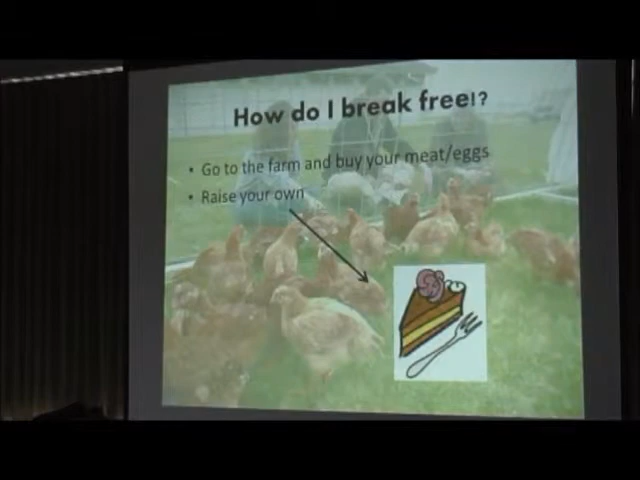 How do I break free!?
• Go to the farm and buy your meat/eggs
• Raise your own